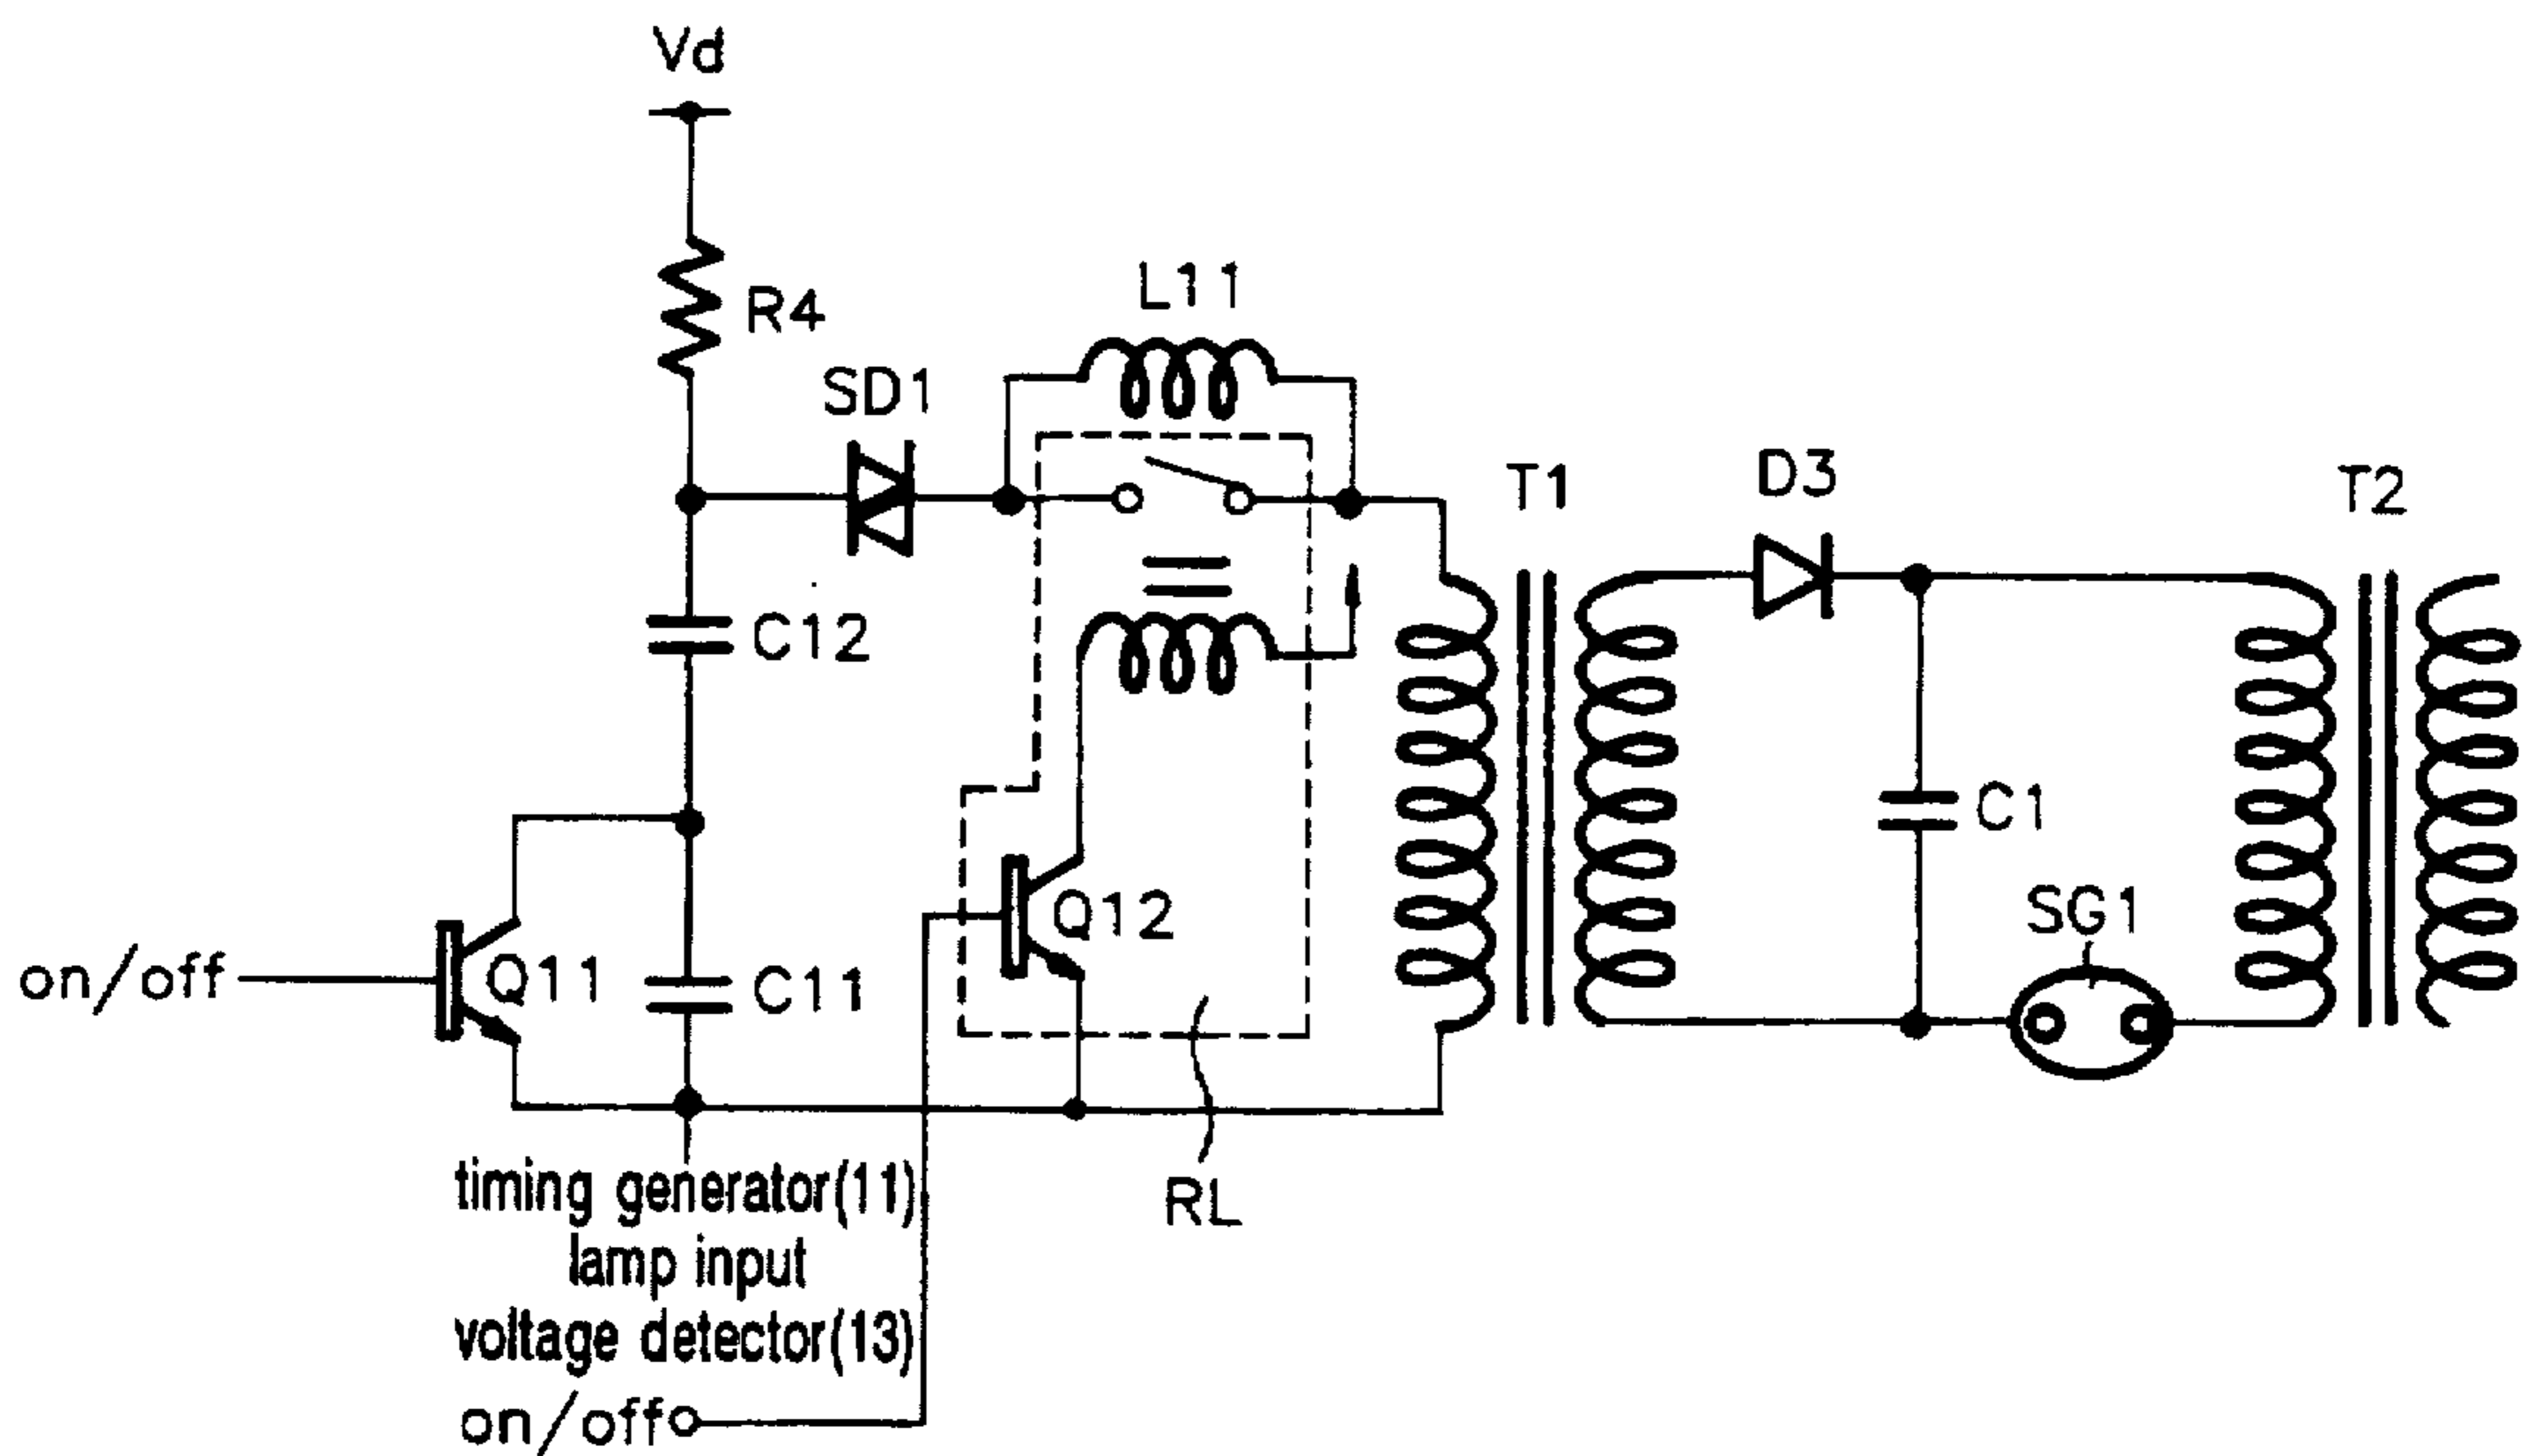 Vd
R4
L11
SD1
T1
D3
T2
C12
C1
SG1
Q12
on/off
Q11
C11
timing generator(11)
lamp input
voltage detector(13)
RL
on/off